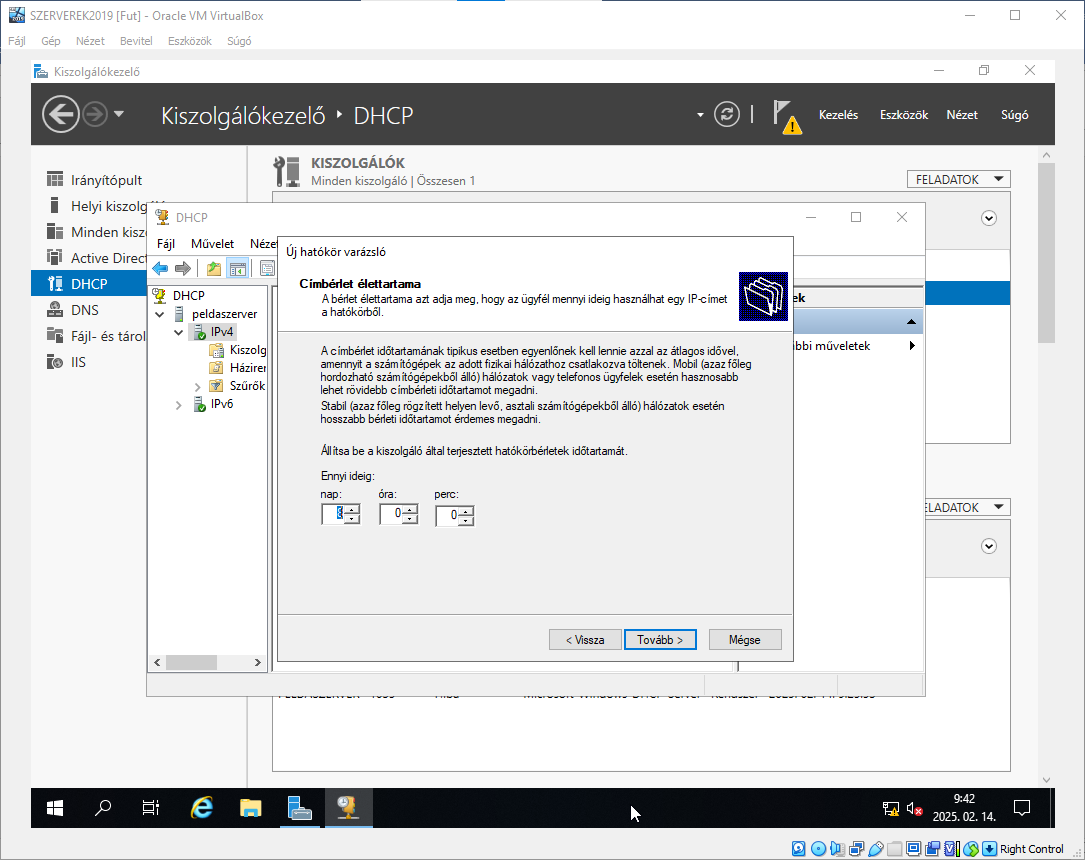 SZERVEREK2019 [Fut] - Oracle VM VirtualBox
Fájl Gép Nézet Bevitel Eszközök Súgó
Kiszolgálókezelő
Kiszolgálókezelő DHCP
Kezelés Eszközök Nézet Súgó
Irányítópult
Helyi kiszolgá
Minden kisz
Active Direct
DHCP
DNS
Fájl- és tárol
IIS
KISZOLGÁLÓK
Minden kiszolgáló | Összesen 1
FELADATOK
DHCP
Fájl Művelet Nézet
DHCP
peldaszerver
IPv4
Kiszolg
Házirer
Szűrők
IPv6
Új hatókör varázsló
Címbérlet élettartama
A bérlet élettartama azt adja meg, hogy az ügyfél mennyi ideig használhat egy IP-címet
a hatókörből.
A címbérlet időtartamának tipikus esetben egyenlőnek kell lennie azzal az átlagos idővel,
amennyit a számítógépek az adott fizikai hálózathoz csatlakozva töltenek. Mobil (azaz főleg
hordozható számítógépekből álló) hálózatok vagy telefonos ügyfelek esetén hasznosabb
lehet rövidebb címbérleti időtartamot megadni.
Stabil (azaz főleg rögzített helyen levő, asztali számítógépekből álló) hálózatok esetén
hosszabb bérleti időtartamot érdemes megadni.
Állítsa be a kiszolgáló által terjesztett hatókörbérletek időtartamát.
Ennyi ideig:
nap: óra: perc:
8 0 0
< Vissza Tovább > Mégse
ek
bbi műveletek
ELADATOK
9:42
2025. 02. 14.
Right Control